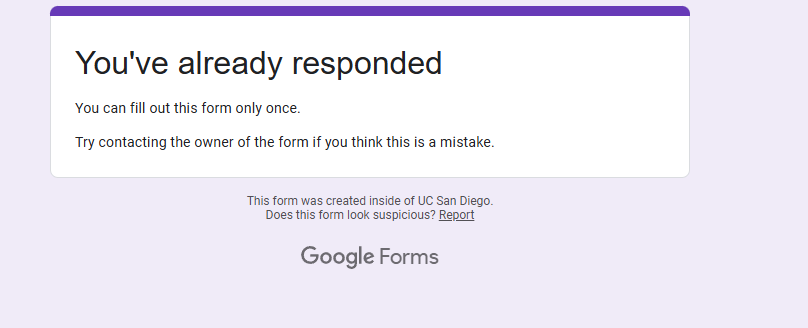 You've already responded
You can fill out this form only once.
Try contacting the owner of the form if you think this is a mistake.
This form was created inside of UC San Diego.
Does this form look suspicious? Report
Google Forms